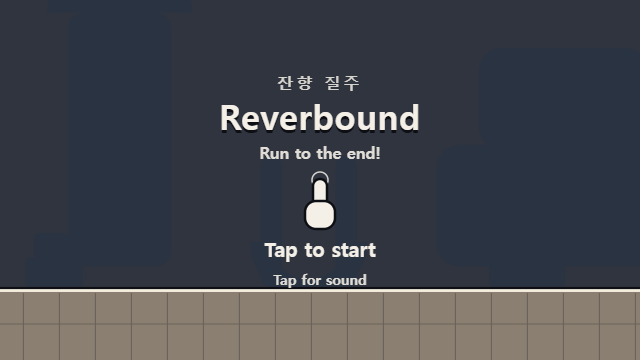 잔향 질주
Reverbound
Run to the end!
Tap to start
Tap for sound